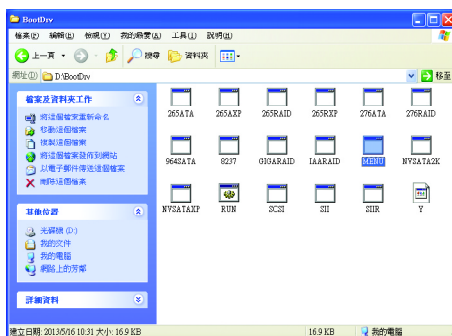 BootDrv
檔案(F) 編輯(E) 檢視(V) 我的最愛(A) 工具(T) 說明(H)
上一頁 搜尋 資料夾
網址(D) D:\BootDrv 移至
檔案及資料夾工作
重新命名這個檔案
移動這個檔案
複製這個檔案
將這個檔案發佈到網站
以電子郵件傳送這個檔案
刪除這個檔案
其他位置
光碟機 (D:)
我的文件
我的電腦
網路上的芳鄰
詳細資料
265ATA 265AXP 265RAID 265RXP 276ATA 276RAID
964SATA 8237 GIGARAID IAARAID MENU NVSATA2K
NVSATAXP RUN SCSI SII SIIR Y
建立日期: 2013/5/16 10:31 大小: 16.9 KB 16.9 KB 我的電腦